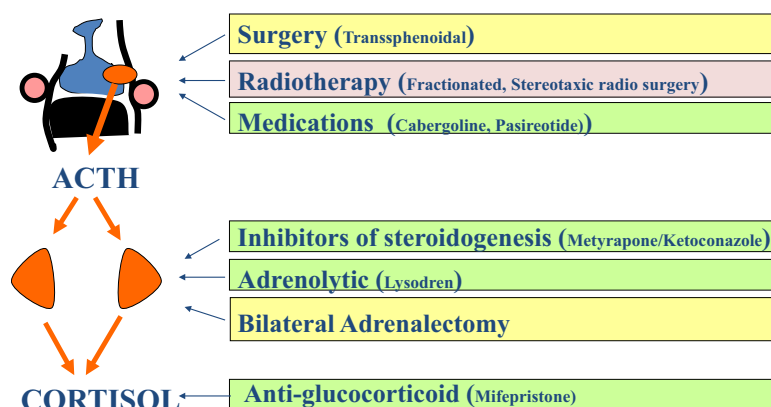 Surgery (Transsphenoidal)
Radiotherapy (Fractionated, Stereotaxic radio surgery)
Medications (Cabergoline, Pasireotide)
ACTH
Inhibitors of steroidogenesis (Metyrapone/Ketoconazole)
Adrenolytic (Lysodren)
Bilateral Adrenalectomy
CORTISOL
Anti-glucocorticoid (Mifepristone)